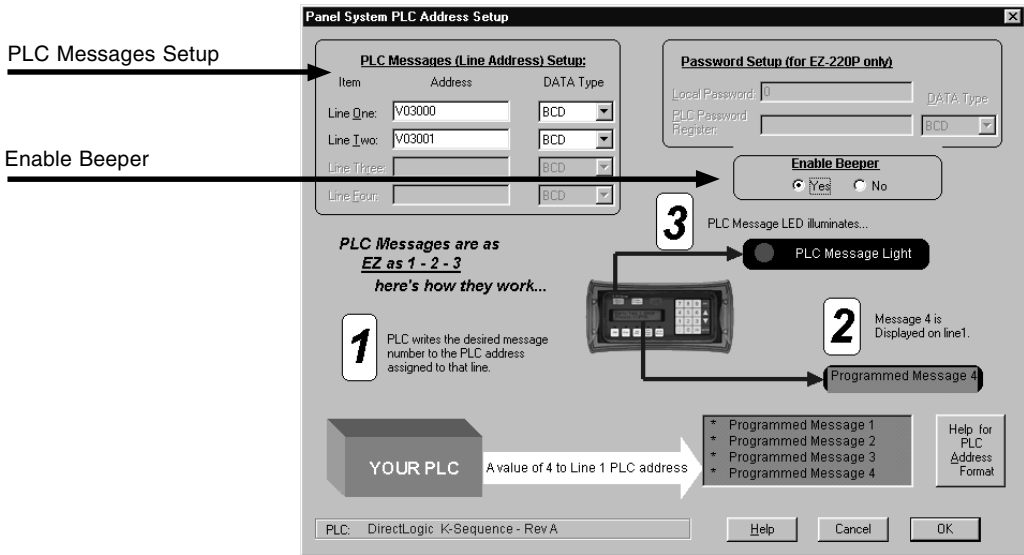 Panel System PLC Address Setup
PLC Messages Setup
PLC Messages (Line Address) Setup:
Item Address DATA Type
Line One: V03000 BCD
Line Two: V03001 BCD
Line Three: BCD
Line Four: BCD
Password Setup (for EZ-220P only)
Local Password: 0
DATA Type
PLC Password
Register: BCD
Enable Beeper
Enable Beeper
Yes No
PLC Messages are as
EZ as 1 - 2 - 3
here's how they work...
3
PLC Message LED illuminates...
PLC Message Light
1
PLC writes the desired message
number to the PLC address
assigned to that line.
2
Message 4 is
Displayed on line1.
Programmed Message 4
YOUR PLC
A value of 4 to Line 1 PLC address
* Programmed Message 1
* Programmed Message 2
* Programmed Message 3
* Programmed Message 4
Help for
PLC
Address
Format
PLC: DirectLogic K-Sequence - Rev A
Help
Cancel
OK